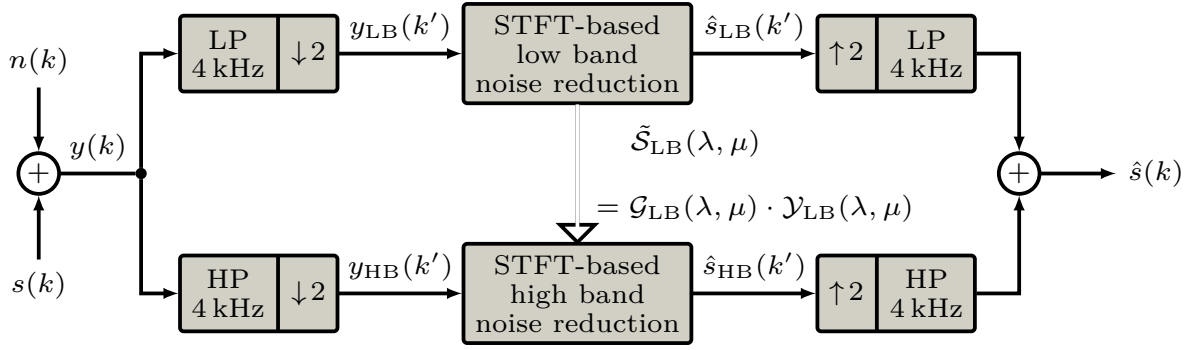 n(k)
+
s(k)
y(k)
LP
4 kHz
↓2
y_LB(k′)
STFT-based
low band
noise reduction
ŝ_LB(k′)
↑2
LP
4 kHz
S̃_LB(λ, μ)
= G_LB(λ, μ) · Y_LB(λ, μ)
HP
4 kHz
↓2
y_HB(k′)
STFT-based
high band
noise reduction
ŝ_HB(k′)
↑2
HP
4 kHz
+
ŝ(k)